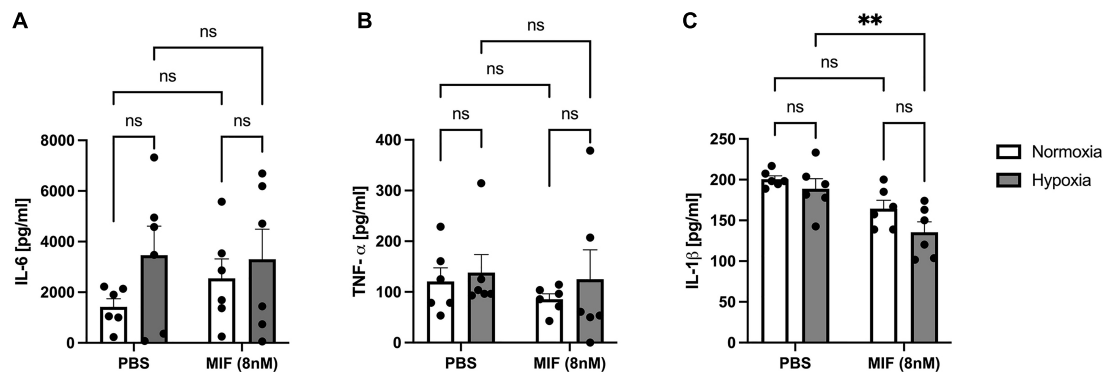 A
ns
ns
ns
ns
IL-6 [pg/ml]
8000
6000
4000
2000
0
PBS
MIF (8nM)
B
ns
ns
ns
ns
TNF- α [pg/ml]
400
300
200
100
0
PBS
MIF (8nM)
C
**
ns
ns
ns
IL-1β [pg/ml]
250
200
150
100
50
0
PBS
MIF (8nM)
Normoxia
Hypoxia